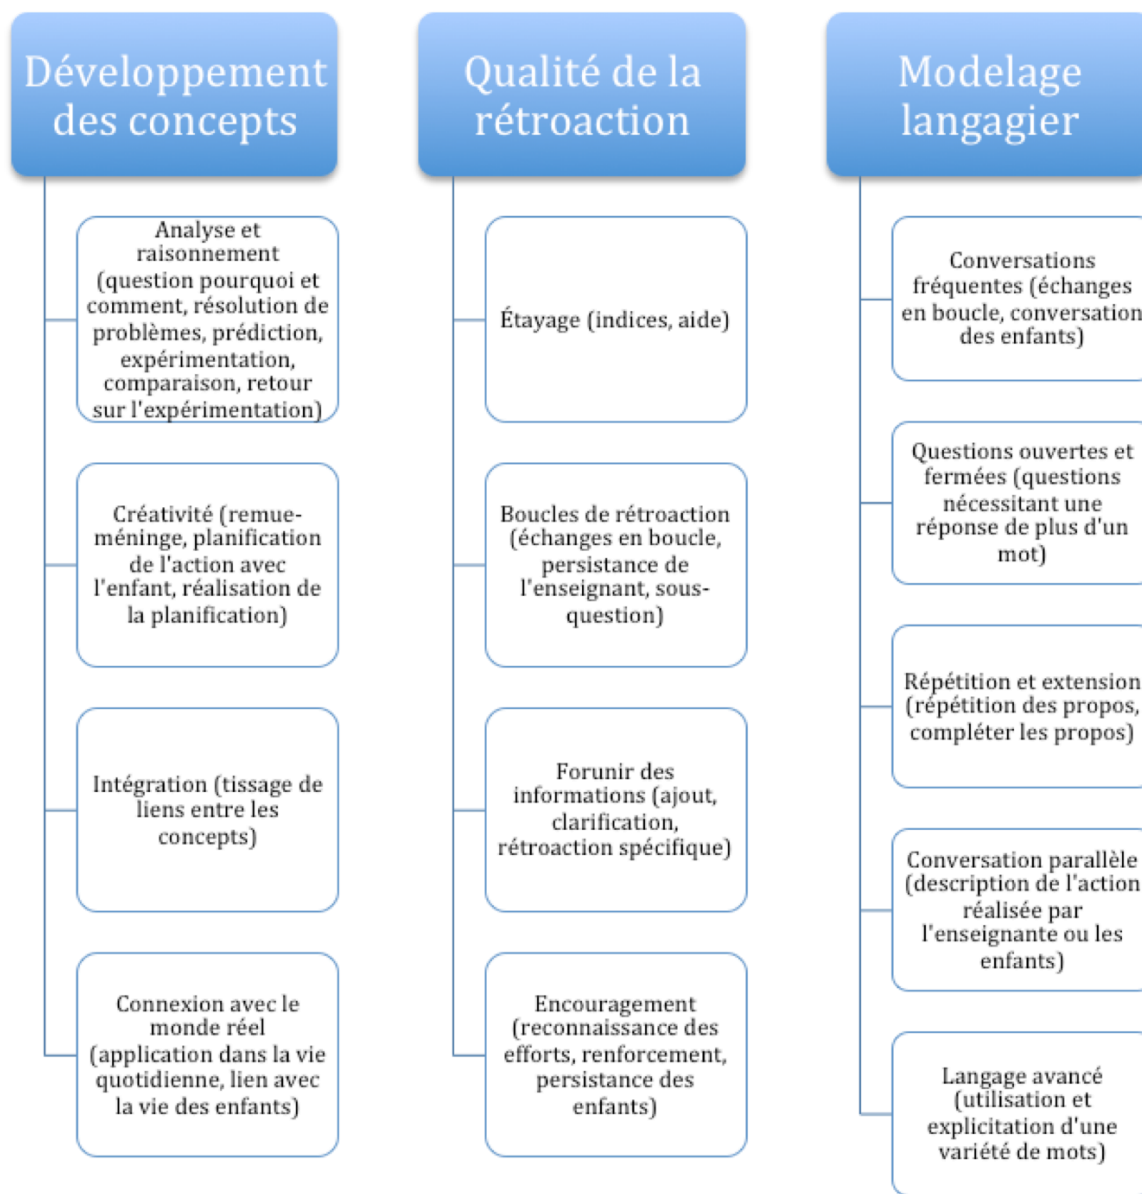 Développement
des concepts
Analyse et
raisonnement
(question pourquoi et
comment, résolution de
problèmes, prédiction,
expérimentation,
comparaison, retour
sur l'expérimentation)
Créativité (remue-
méninge, planification
de l'action avec
l'enfant, réalisation de
la planification)
Intégration (tissage de
liens entre les
concepts)
Connexion avec le
monde réel
(application dans la vie
quotidienne, lien avec
la vie des enfants)
Qualité de la
rétroaction
Étayage (indices, aide)
Boucles de rétroaction
(échanges en boucle,
persistance de
l'enseignant, sous-
question)
Forunir des
informations (ajout,
clarification,
rétroaction spécifique)
Encouragement
(reconnaissance des
efforts, renforcement,
persistance des
enfants)
Modelage
langagier
Conversations
fréquentes (échanges
en boucle, conversation
des enfants)
Questions ouvertes et
fermées (questions
nécessitant une
réponse de plus d'un
mot)
Répétition et extension
(répétition des propos,
compléter les propos)
Conversation parallèle
(description de l'action
réalisée par
l'enseignante ou les
enfants)
Langage avancé
(utilisation et
explicitation d'une
variété de mots)